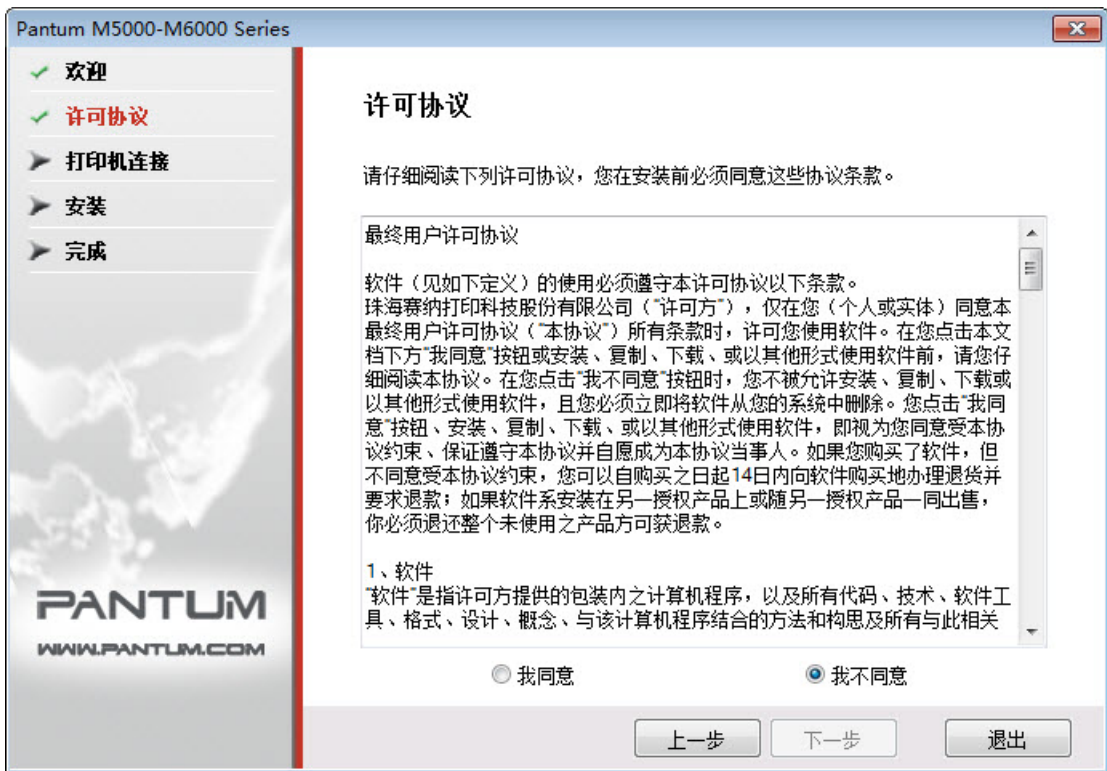 Pantum M5000-M6000 Series
欢迎
许可协议
打印机连接
安装
完成
PANTUM
WWW.PANTUM.COM
许可协议
请仔细阅读下列许可协议，您在安装前必须同意这些协议条款。
最终用户许可协议
软件（见如下定义）的使用必须遵守本许可协议以下条款。
珠海赛纳打印科技股份有限公司（"许可方"），仅在您（个人或实体）同意本
最终用户许可协议（"本协议"）所有条款时，许可您使用软件。在您点击本文
档下方"我同意"按钮或安装、复制、下载、或以其他形式使用软件前，请您仔
细阅读本协议。在您点击"我不同意"按钮时，您不被允许安装、复制、下载或
以其他形式使用软件，且您必须立即将软件从您的系统中删除。您点击"我同
意"按钮、安装、复制、下载、或以其他形式使用软件，即视为您同意受本协
议约束、保证遵守本协议并自愿成为本协议当事人。如果您购买了软件，但
不同意受本协议约束，您可以自购买之日起14日内向软件购买地办理退货并
要求退款；如果软件系安装在另一授权产品上或随另一授权产品一同出售，
你必须退还整个未使用之产品方可获退款。
1、软件
"软件"是指许可方提供的包装内之计算机程序，以及所有代码、技术、软件工
具、格式、设计、概念、与该计算机程序结合的方法和构思及所有与此相关
我同意
我不同意
上一步
下一步
退出